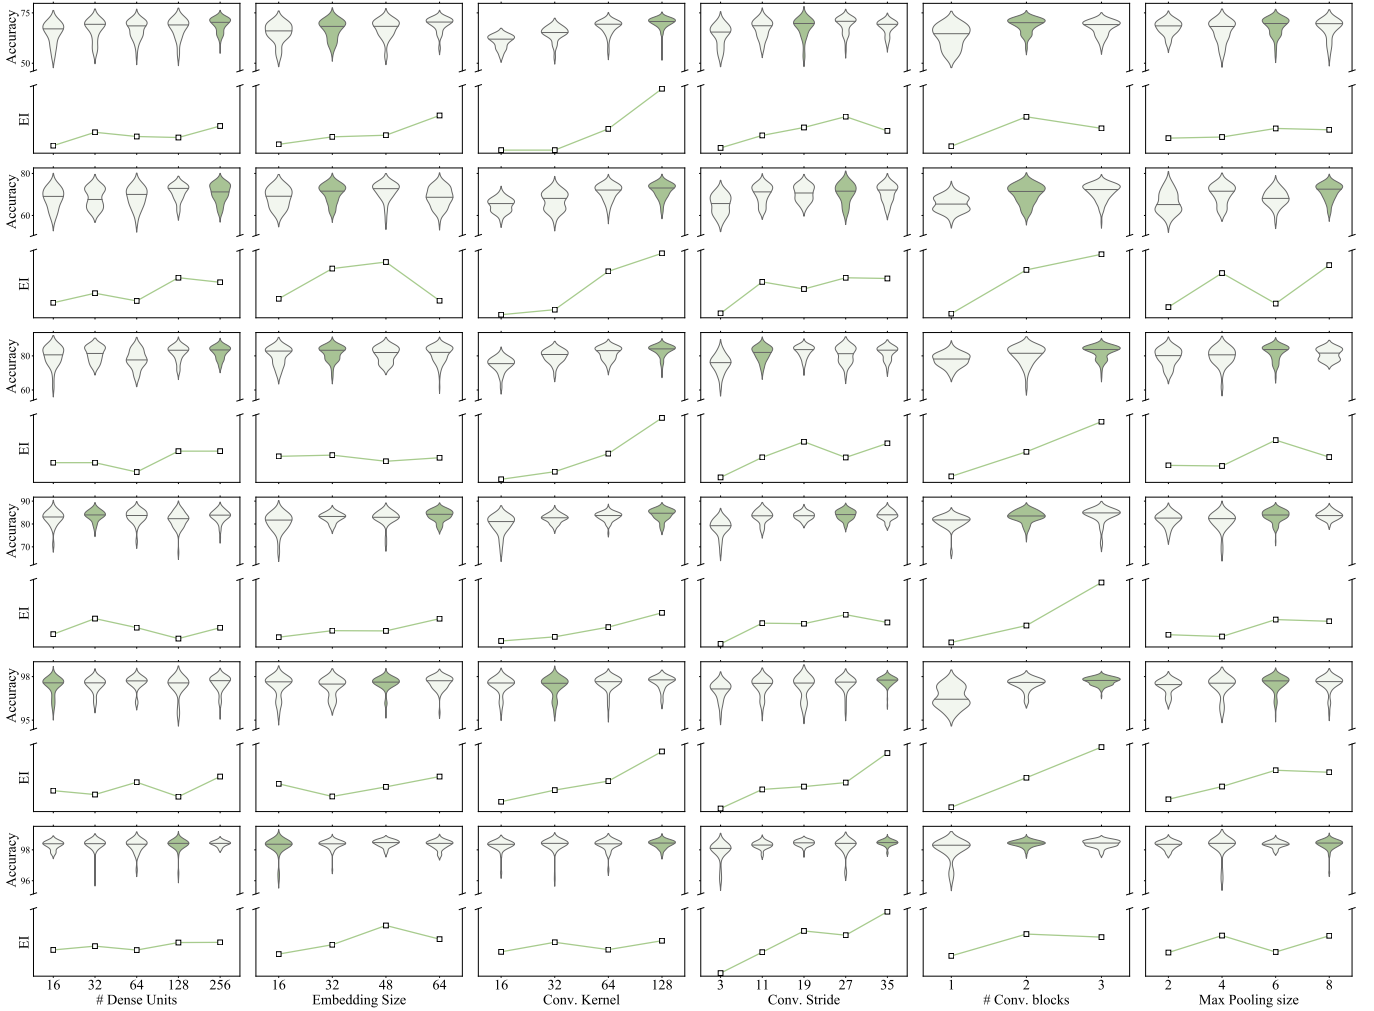 Accuracy
75
50
EI
Accuracy
80
60
EI
Accuracy
80
60
EI
Accuracy
90
80
70
EI
Accuracy
98
95
EI
Accuracy
98
96
EI
16 32 64 128 256
16 32 48 64
16 32 64 128
3 11 19 27 35
1 2 3
2 4 6 8
# Dense Units
Embedding Size
Conv. Kernel
Conv. Stride
# Conv. blocks
Max Pooling size